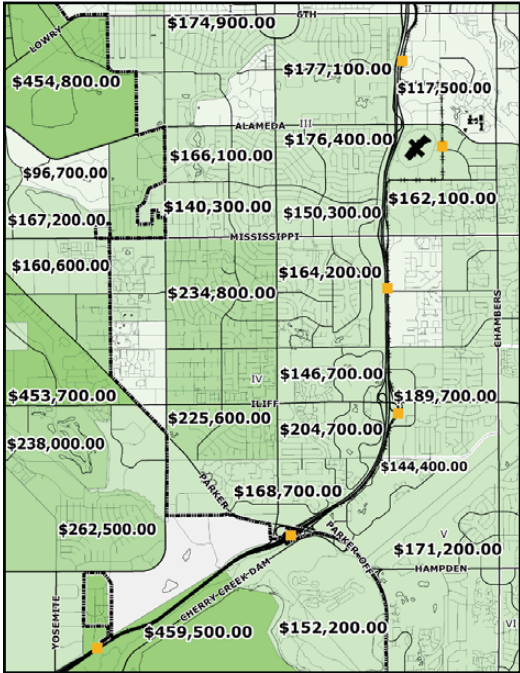 I
II
$174,900.00
6TH
LOWRY
$454,800.00
$177,100.00
$117,500.00
ALAMEDA
III
$176,400.00
$166,100.00
$96,700.00
$162,100.00
$140,300.00
$150,300.00
$167,200.00
MISSISSIPPI
$160,600.00
$164,200.00
$234,800.00
CHAMBERS
$146,700.00
IV
$453,700.00
$189,700.00
ILIFF
$225,600.00
$204,700.00
$238,000.00
$144,400.00
PARKER
$168,700.00
$262,500.00
PARKER-OFF
V
$171,200.00
HAMPDEN
CHERRY CREEK DAM
YOSEMITE
$459,500.00
$152,200.00
VI